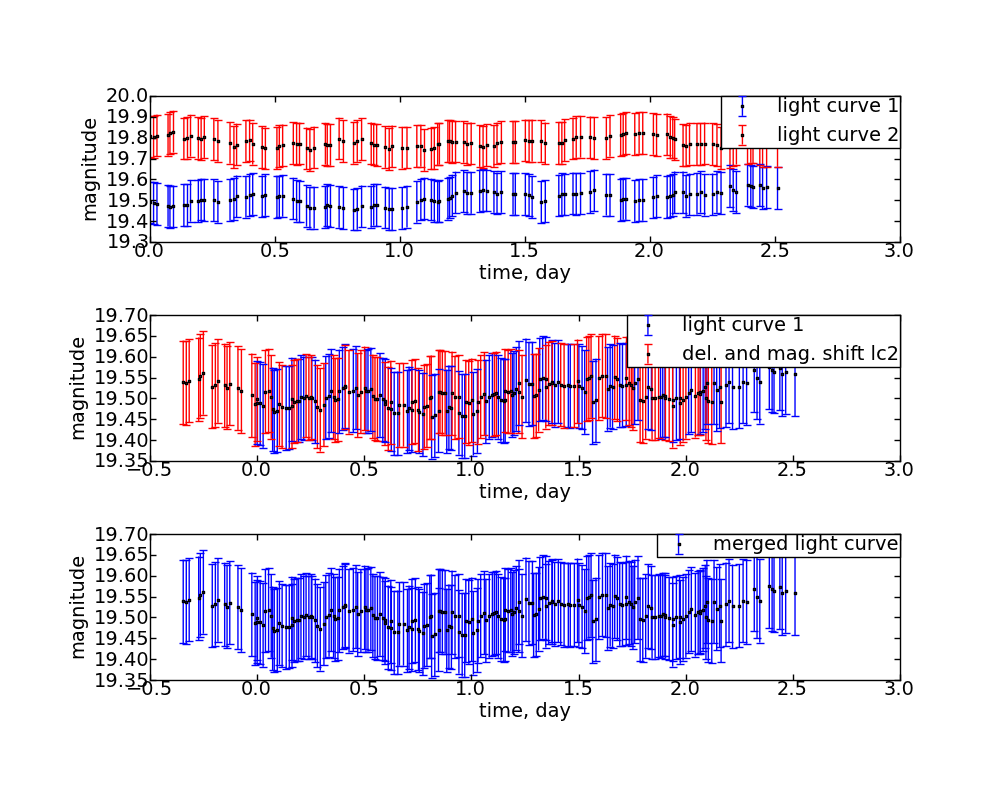 20.0
19.9
19.8
19.7
19.6
19.5
19.4
19.3
magnitude
light curve 1
light curve 2
0.0 0.5 1.0 1.5 2.0 2.5 3.0
time, day
19.70
19.65
19.60
19.55
19.50
19.45
19.40
19.35
magnitude
light curve 1
del. and mag. shift lc2
−0.5 0.0 0.5 1.0 1.5 2.0 2.5 3.0
time, day
19.70
19.65
19.60
19.55
19.50
19.45
19.40
19.35
magnitude
merged light curve
−0.5 0.0 0.5 1.0 1.5 2.0 2.5 3.0
time, day